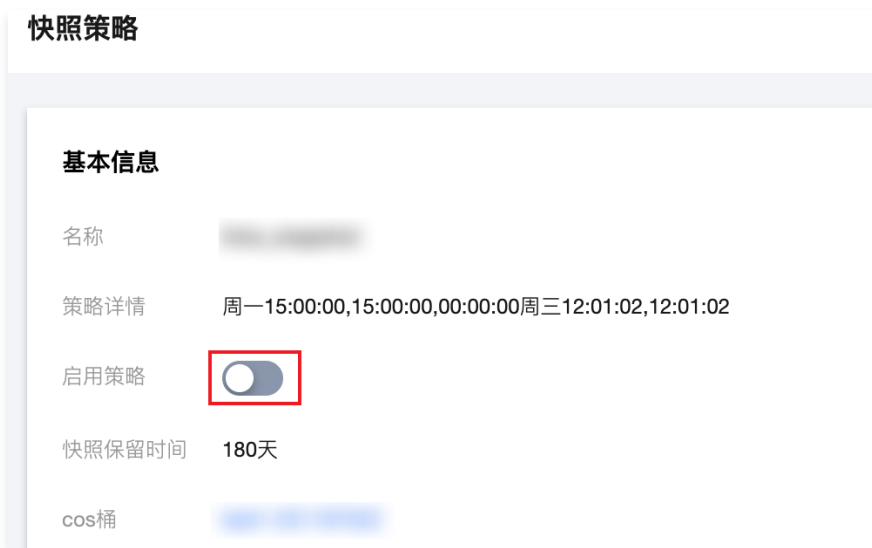 快照策略
基本信息
名称
策略详情 周一15:00:00,15:00:00,00:00:00周三12:01:02,12:01:02
启用策略
快照保留时间 180天
cos桶